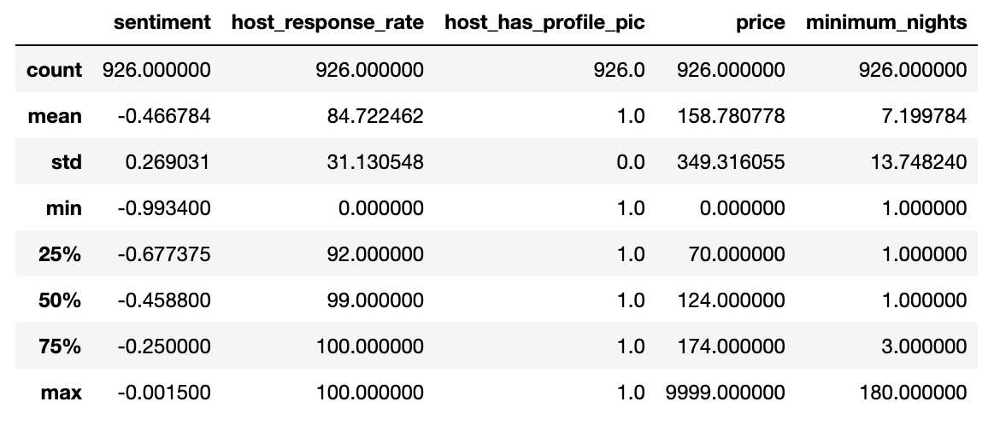 sentiment host_response_rate host_has_profile_pic price minimum_nights
count 926.000000 926.000000 926.0 926.000000 926.000000
mean -0.466784 84.722462 1.0 158.780778 7.199784
std 0.269031 31.130548 0.0 349.316055 13.748240
min -0.993400 0.000000 1.0 0.000000 1.000000
25% -0.677375 92.000000 1.0 70.000000 1.000000
50% -0.458800 99.000000 1.0 124.000000 1.000000
75% -0.250000 100.000000 1.0 174.000000 3.000000
max -0.001500 100.000000 1.0 9999.000000 180.000000